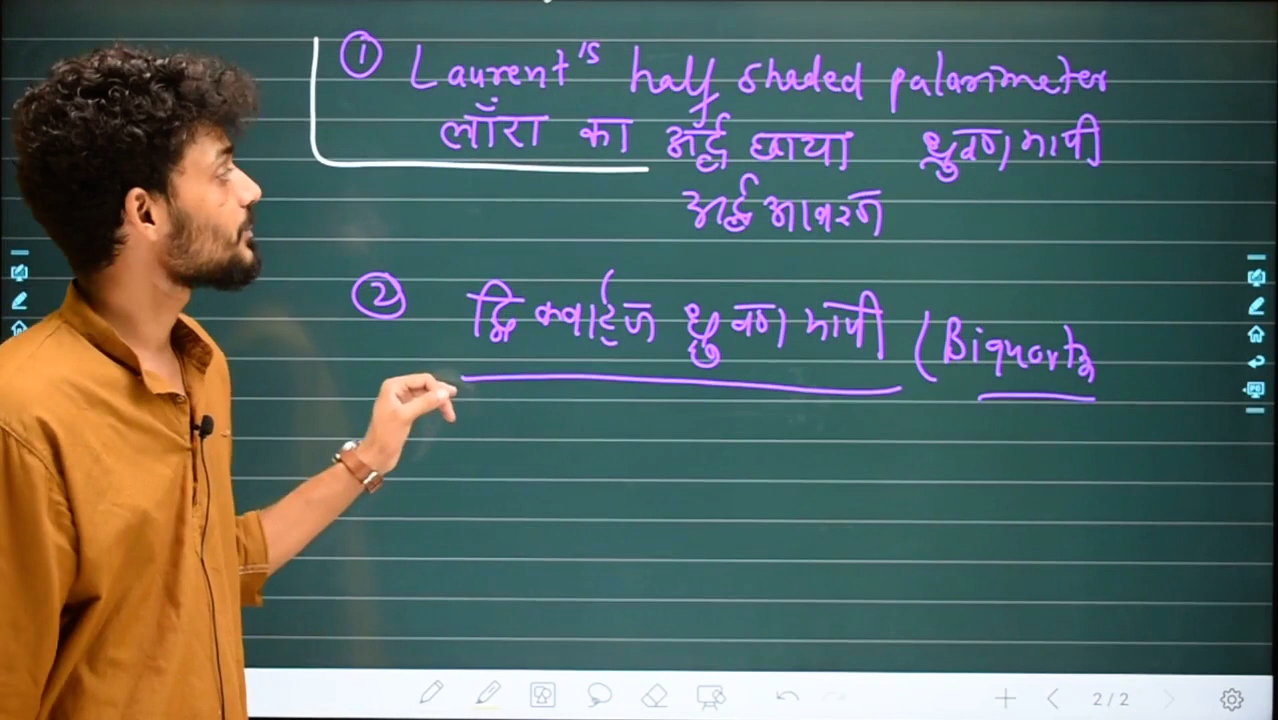 ① Laurent's half shaded palarimeter
लॉरा का अर्द्ध छाया ध्रुवण मापी
अर्द्ध आवरण
② द्वि क्वार्ट्ज ध्रुवण मापी (Biquartz
2/2